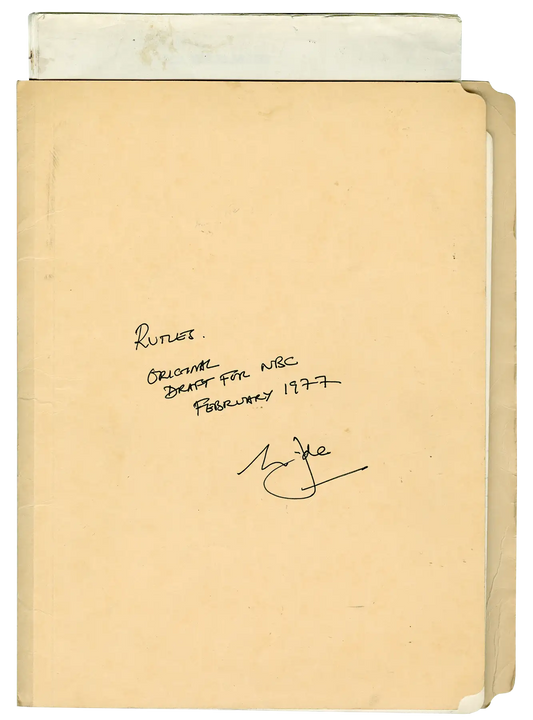 RUTLES.
ORIGINAL
DRAFT FOR NBC
FEBRUARY 1977